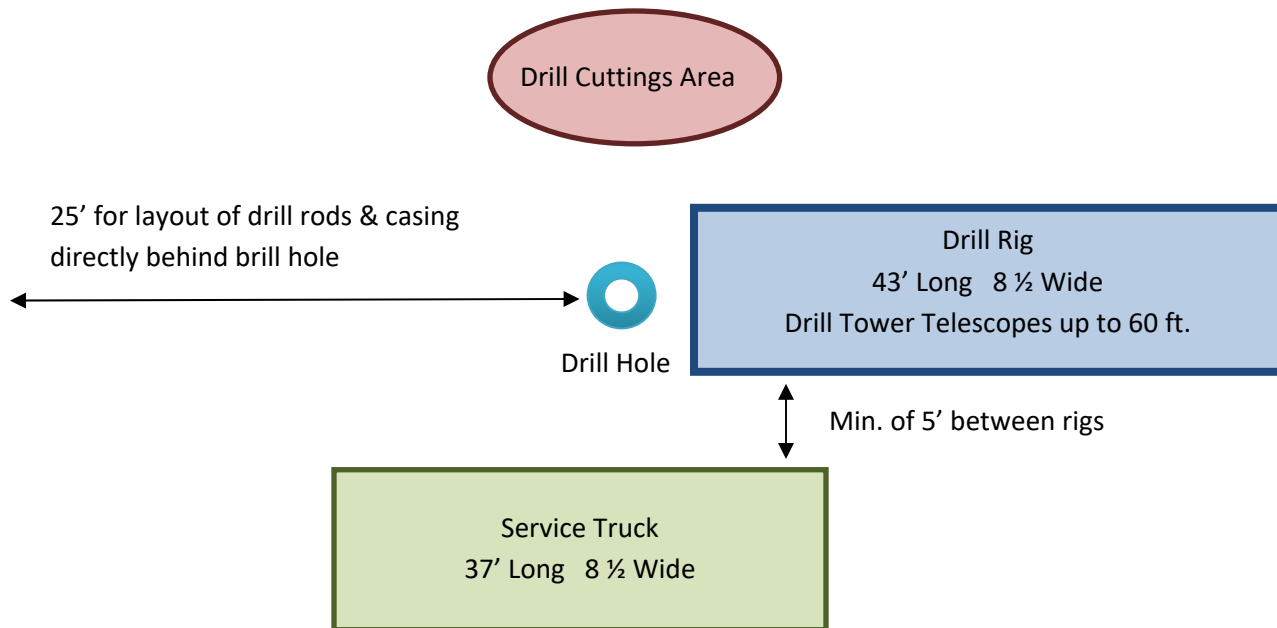 Drill Cuttings Area
25’ for layout of drill rods & casing
directly behind brill hole
Drill Rig
43’ Long   8 ½ Wide
Drill Tower Telescopes up to 60 ft.
Drill Hole
Min. of 5’ between rigs
Service Truck
37’ Long   8 ½ Wide